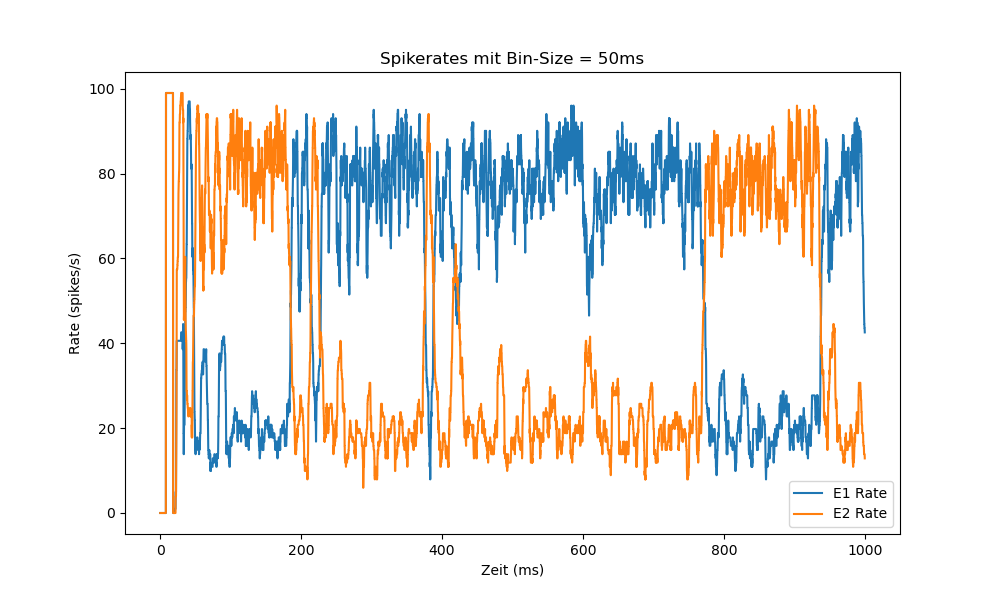 Spikerates mit Bin-Size = 50ms
100
80
60
40
20
0
Rate (spikes/s)
0 200 400 600 800 1000
Zeit (ms)
E1 Rate
E2 Rate